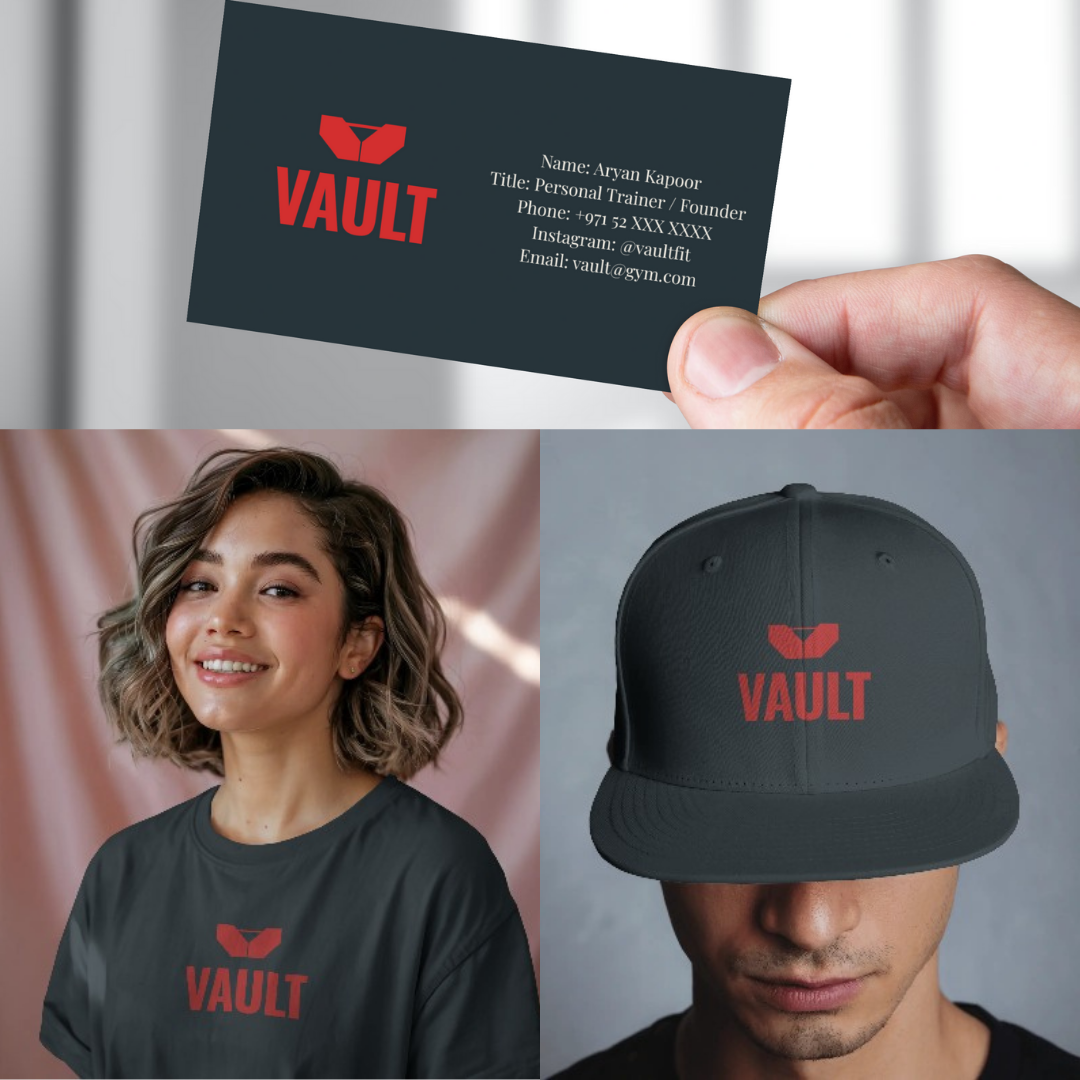 VAULT
Name: Aryan Kapoor
Title: Personal Trainer / Founder
Phone: +971 52 XXX XXXX
Instagram: @vaultfit
Email: vault@gym.com
VAULT
VAULT